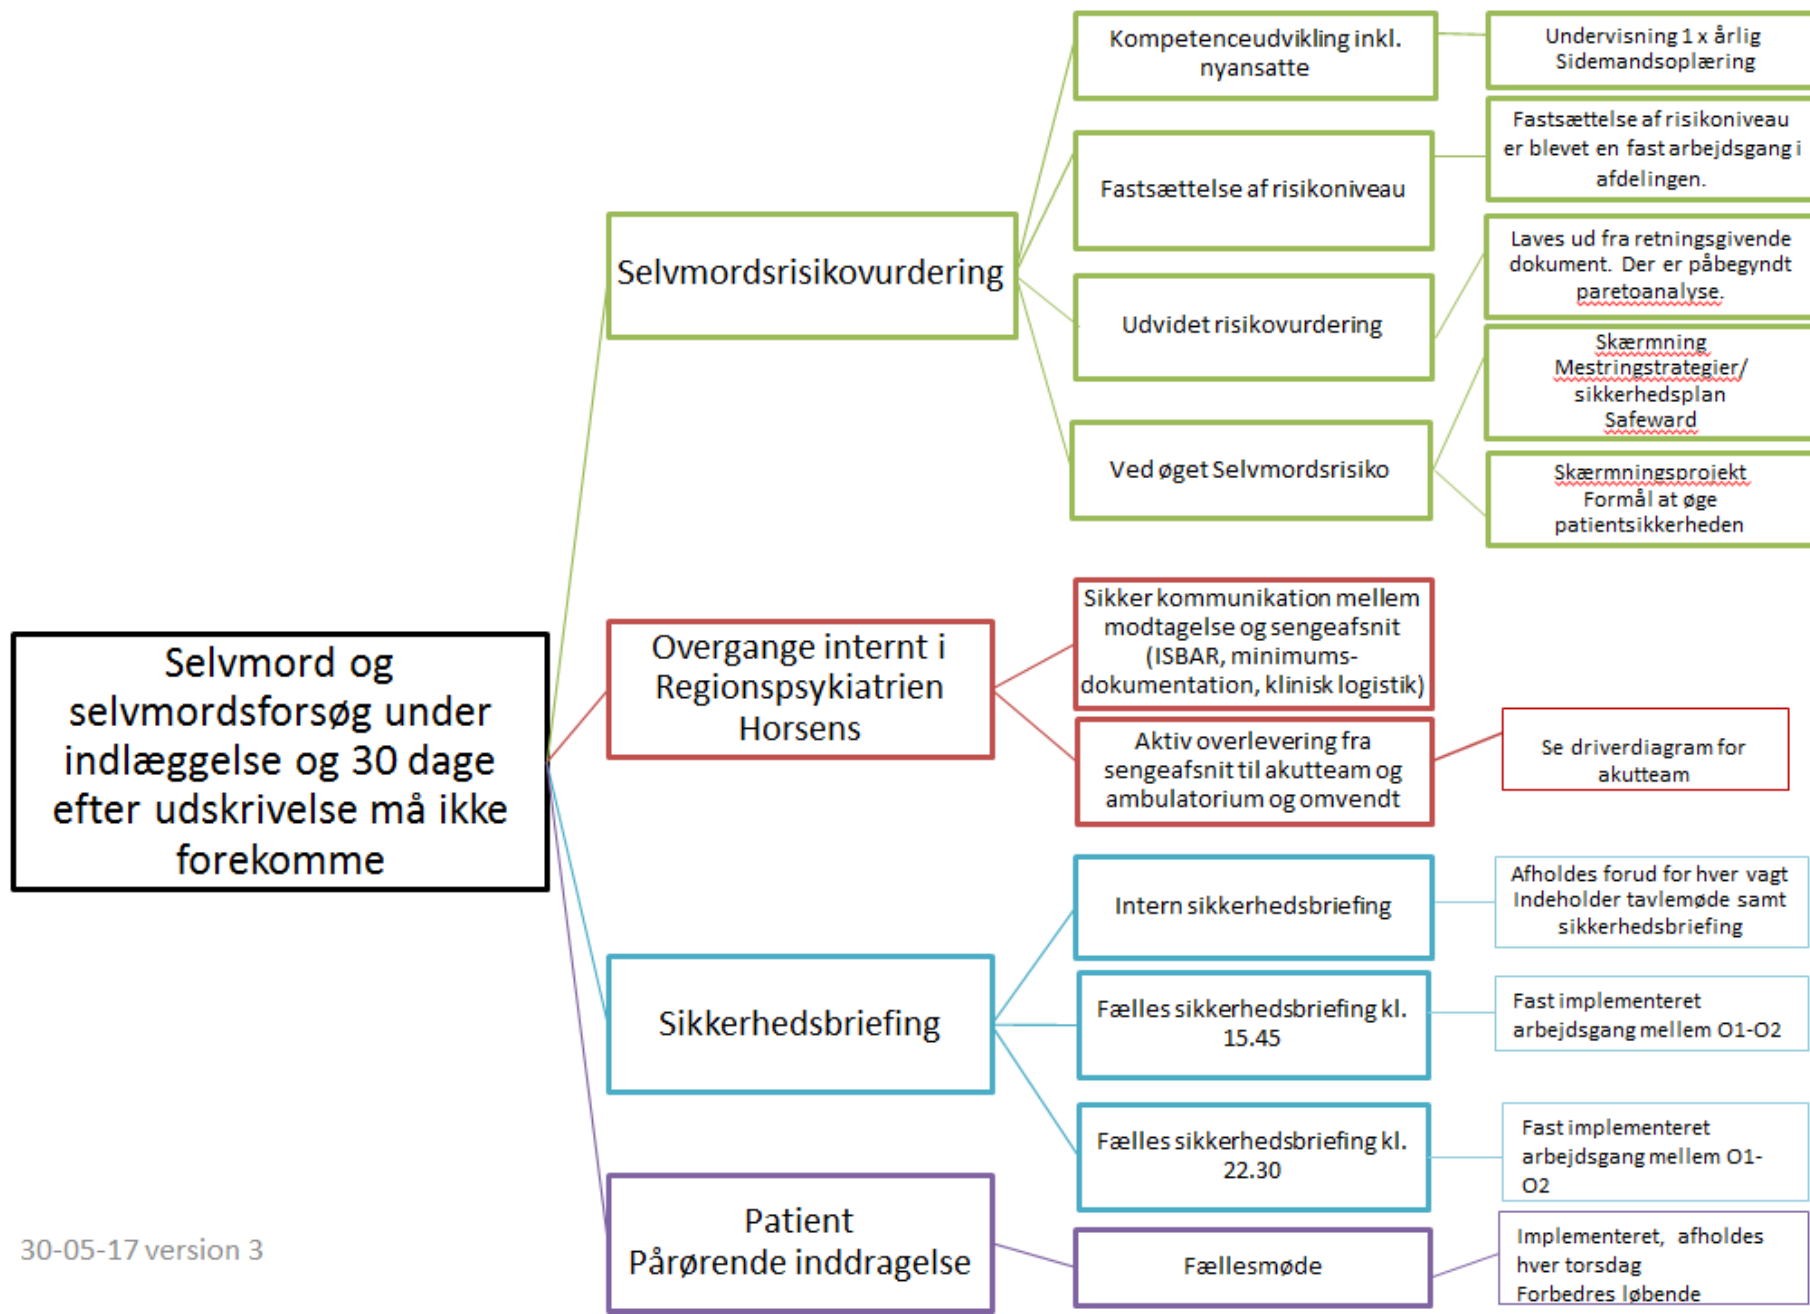 Selvmord og
selvmordsforsøg under
indlæggelse og 30 dage
efter udskrivelse må ikke
forekomme
Selvmordsrisikovurdering
Kompetenceudvikling inkl.
nyansatte
Undervisning 1 x årlig
Sidemandsoplæring
Fastsættelse af risikoniveau
Fastsættelse af risikoniveau
er blevet en fast arbejdsgang i
afdelingen.
Udvidet risikovurdering
Laves ud fra retningsgivende
dokument. Der er påbegyndt
paretoanalyse.
Ved øget Selvmordsrisiko
Skærmning
Mestringstrategier/
sikkerhedsplan
Safeward
Skærmningsprojekt
Formål at øge
patientsikkerheden
Overgange internt i
Regionspsykiatrien
Horsens
Sikker kommunikation mellem
modtagelse og sengeafsnit
(ISBAR, minimums-
dokumentation, klinisk logistik)
Aktiv overlevering fra
sengeafsnit til akutteam og
ambulatorium og omvendt
Se driverdiagram for
akutteam
Sikkerhedsbriefing
Intern sikkerhedsbriefing
Afholdes forud for hver vagt
Indeholder tavlemøde samt
sikkerhedsbriefing
Fælles sikkerhedsbriefing kl.
15.45
Fast implementeret
arbejdsgang mellem O1-O2
Fælles sikkerhedsbriefing kl.
22.30
Fast implementeret
arbejdsgang mellem O1-
O2
Patient
Pårørende inddragelse
Fællesmøde
Implementeret, afholdes
hver torsdag
Forbedres løbende
30-05-17 version 3